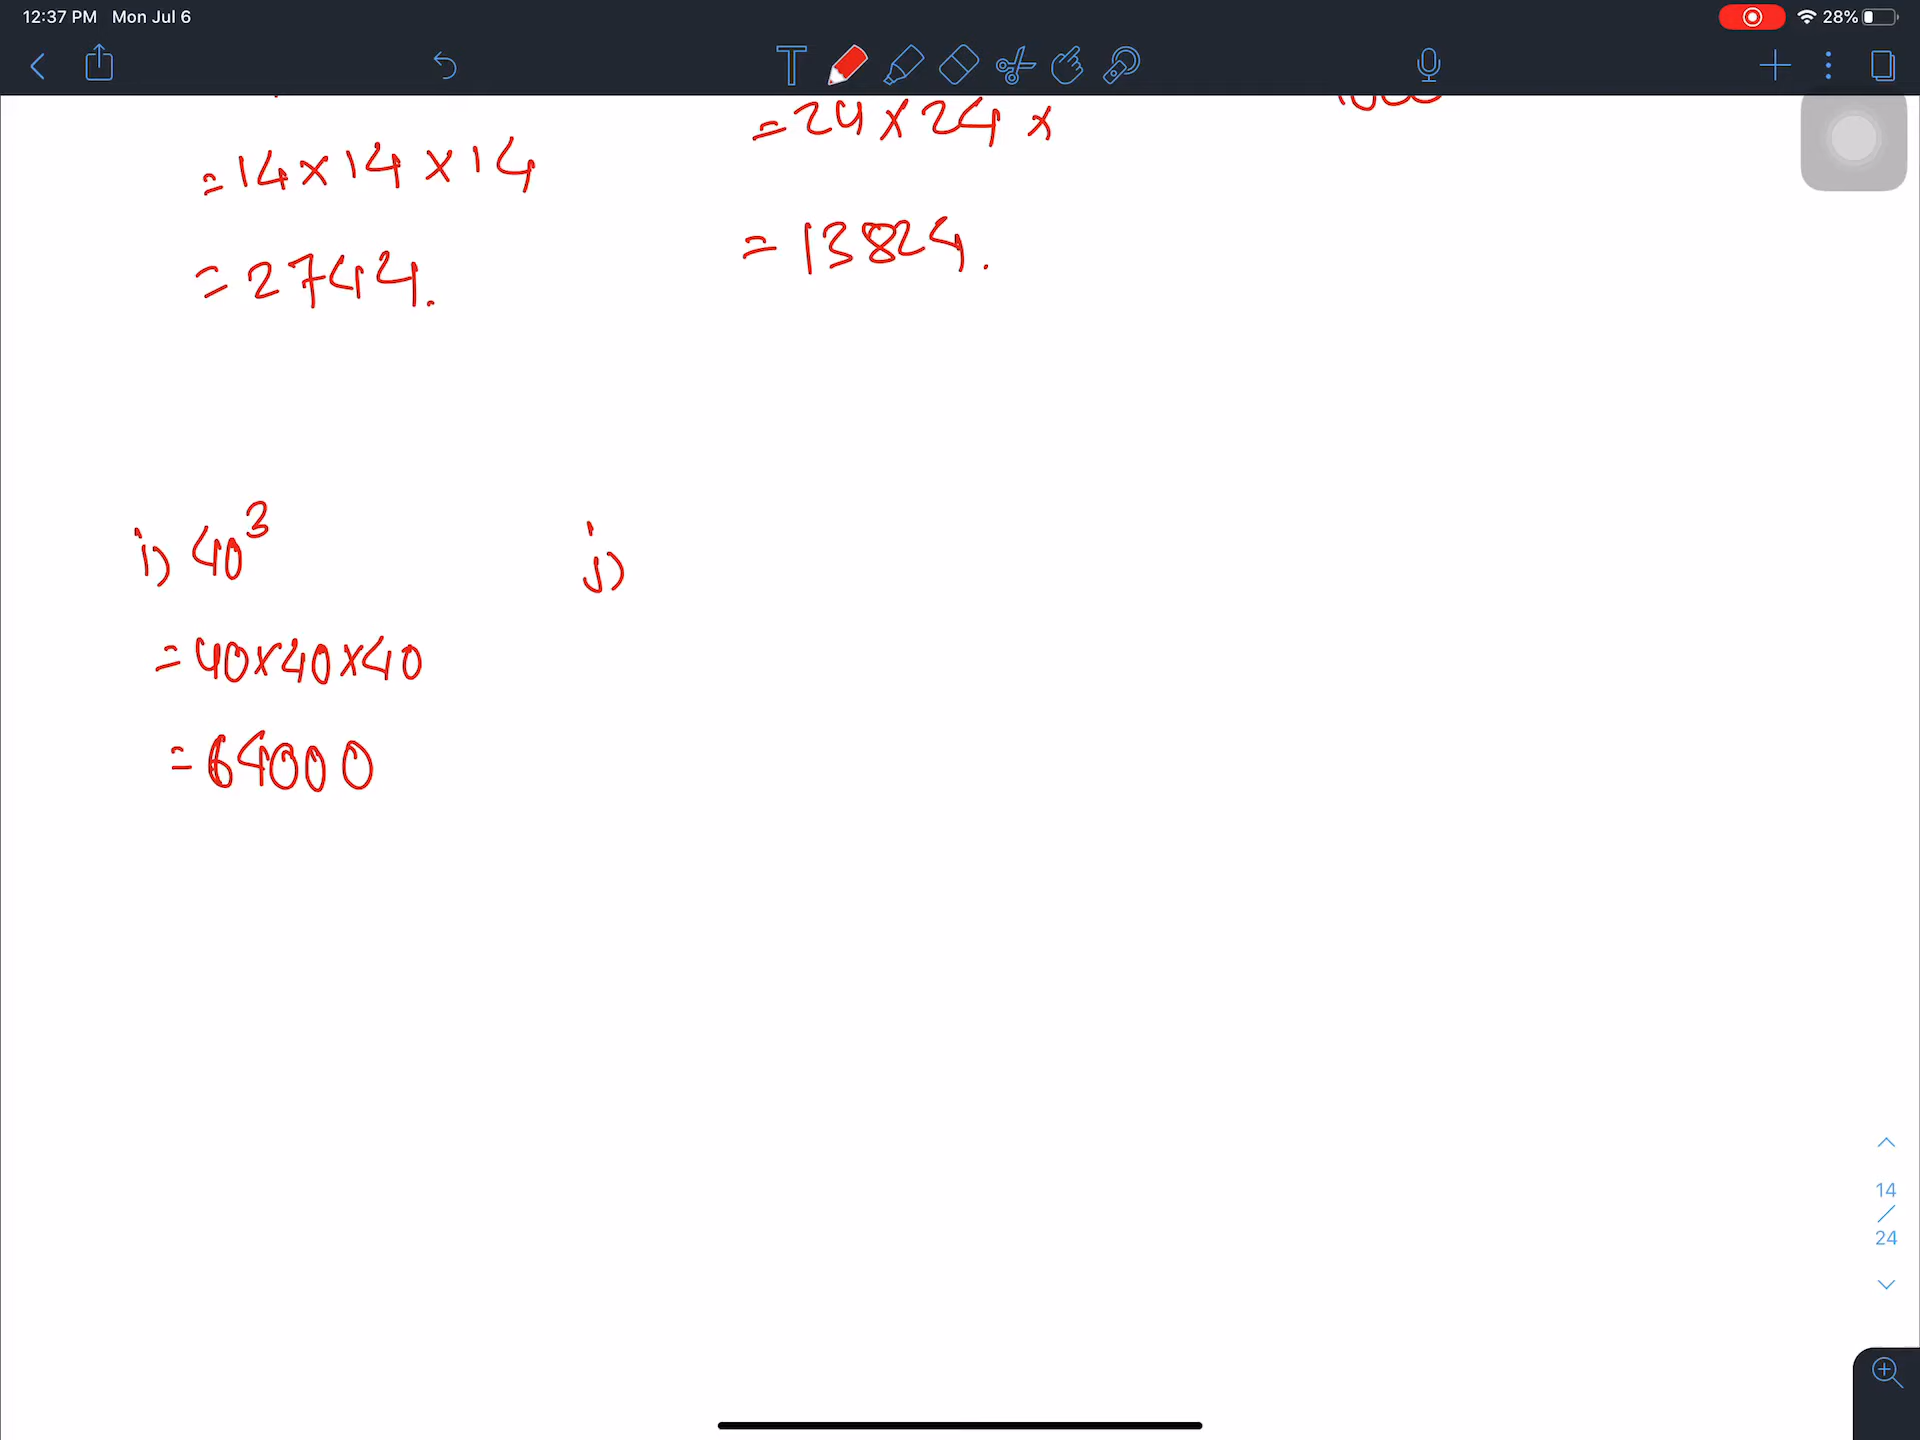 12:37 PM Mon Jul 6
28%
T
=24×24×
=14×14×14
=13824.
=2744.
i) 40³
j)
=40×40×40
=64000
14
/
24